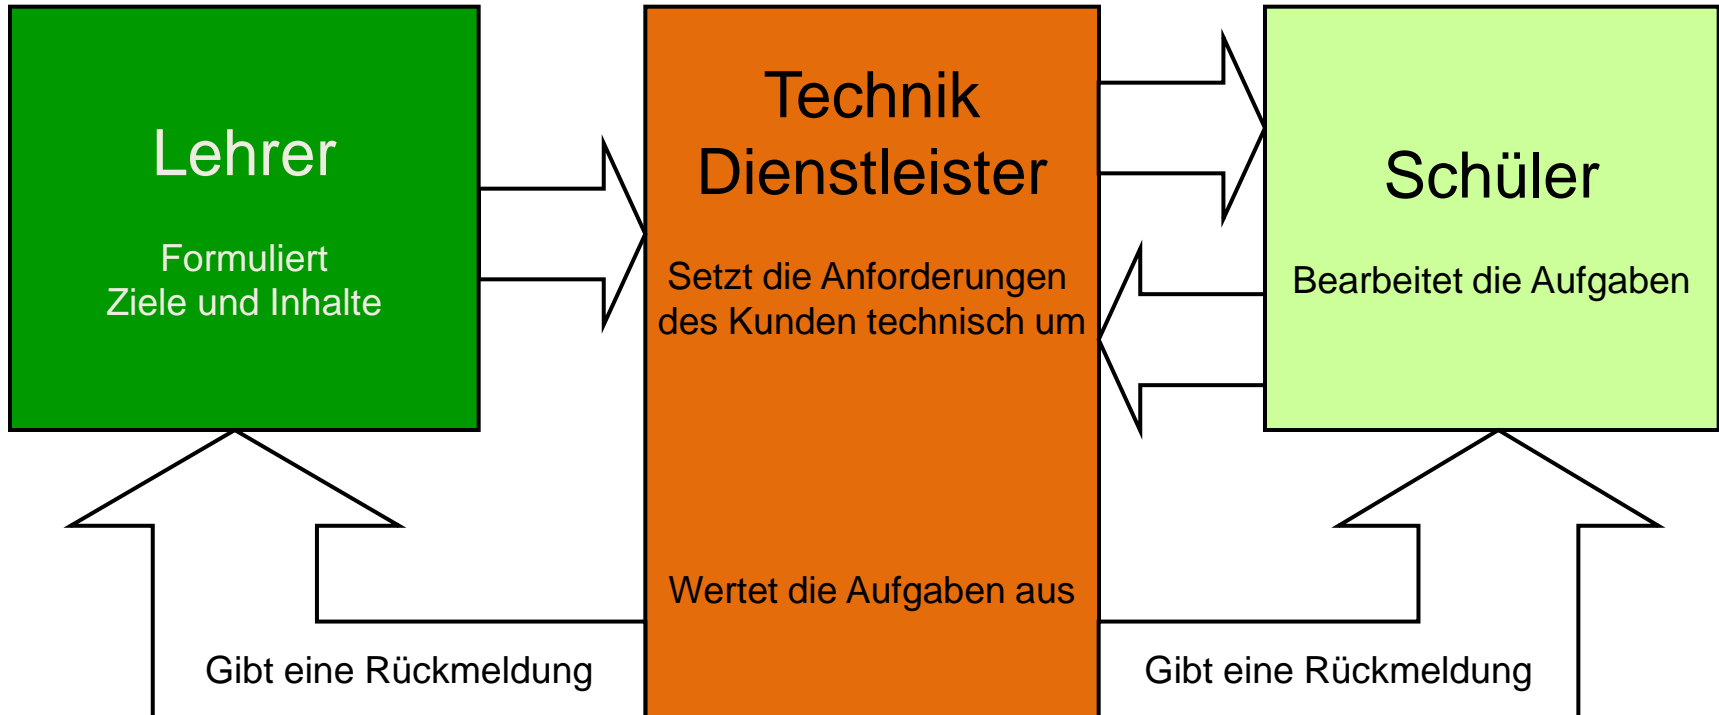 Lehrer
Formuliert
Ziele und Inhalte
Technik
Dienstleister
Setzt die Anforderungen
des Kunden technisch um
Wertet die Aufgaben aus
Schüler
Bearbeitet die Aufgaben
Gibt eine Rückmeldung
Gibt eine Rückmeldung